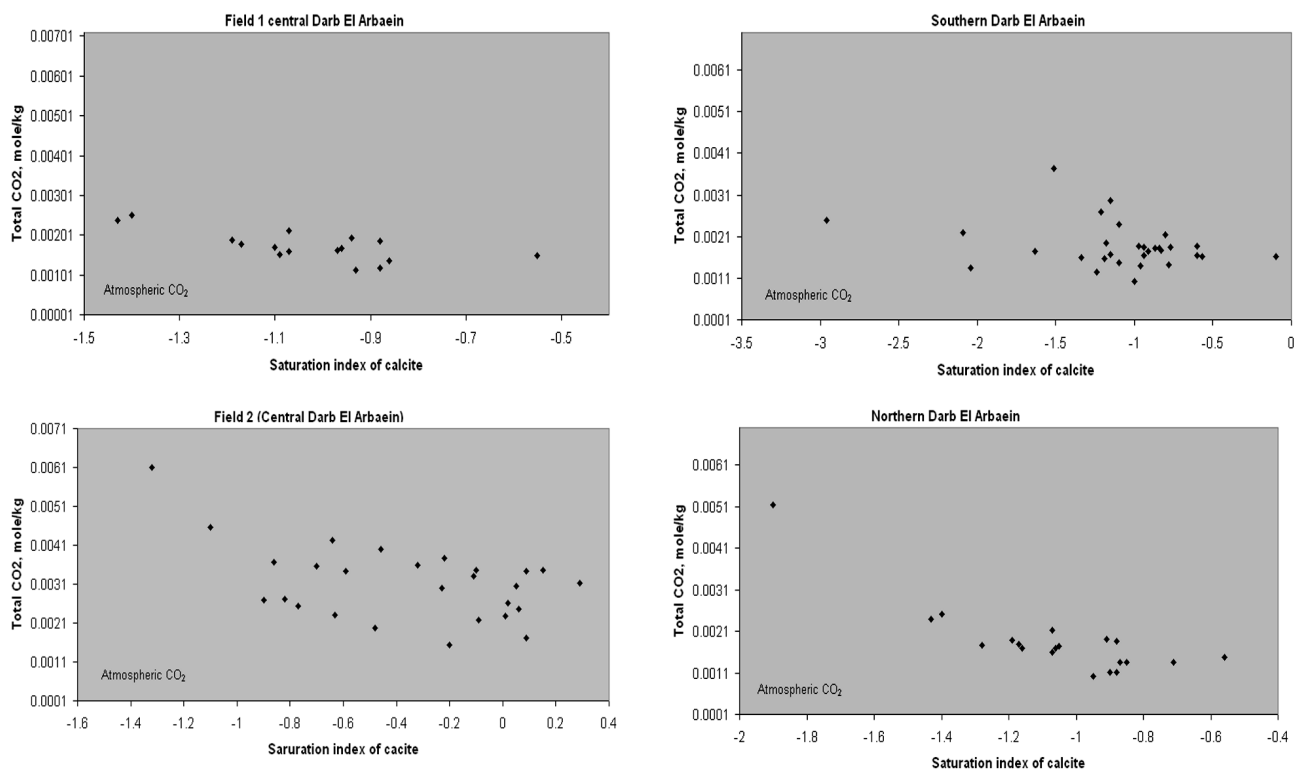 Field 1 central Darb El Arbaein
Total CO2, mole/kg
0.00701
0.00601
0.00501
0.00401
0.00301
0.00201
0.00101
0.00001
Atmospheric CO₂
-1.5 -1.3 -1.1 -0.9 -0.7 -0.5
Saturation index of calcite
Southern Darb El Arbaein
Total CO2, mole/kg
0.0061
0.0051
0.0041
0.0031
0.0021
0.0011
0.0001
Atmospheric CO₂
-3.5 -3 -2.5 -2 -1.5 -1 -0.5 0
Saturation index of calcite
Field 2 (Central Darb El Arbaein)
Total CO2, mole/kg
0.0071
0.0061
0.0051
0.0041
0.0031
0.0021
0.0011
0.0001
Atmospheric CO₂
-1.6 -1.4 -1.2 -1 -0.8 -0.6 -0.4 -0.2 0 0.2 0.4
Saruration index of cacite
Northern Darb El Arbaein
Total CO2, mole/kg
0.0061
0.0051
0.0041
0.0031
0.0021
0.0011
0.0001
Atmospheric CO₂
-2 -1.8 -1.6 -1.4 -1.2 -1 -0.8 -0.6 -0.4
Saturation index of calcite